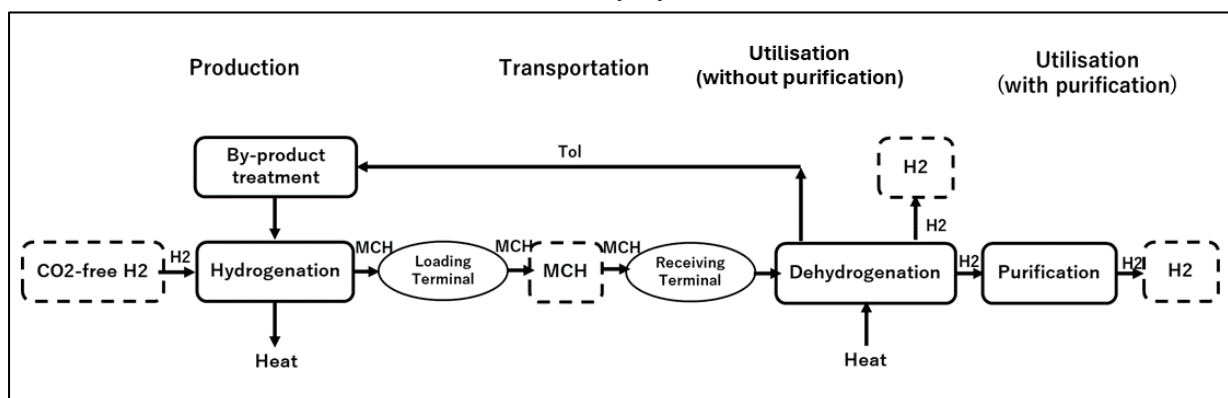 Production
Transportation
Utilisation
(without purification)
Utilisation
(with purification)
By-product
treatment
Tol
H2
H2
CO2-free H2
H2
Hydrogenation
MCH
Loading
Terminal
MCH
MCH
MCH
Receiving
Terminal
Dehydrogenation
H2
Purification
H2
H2
Heat
Heat